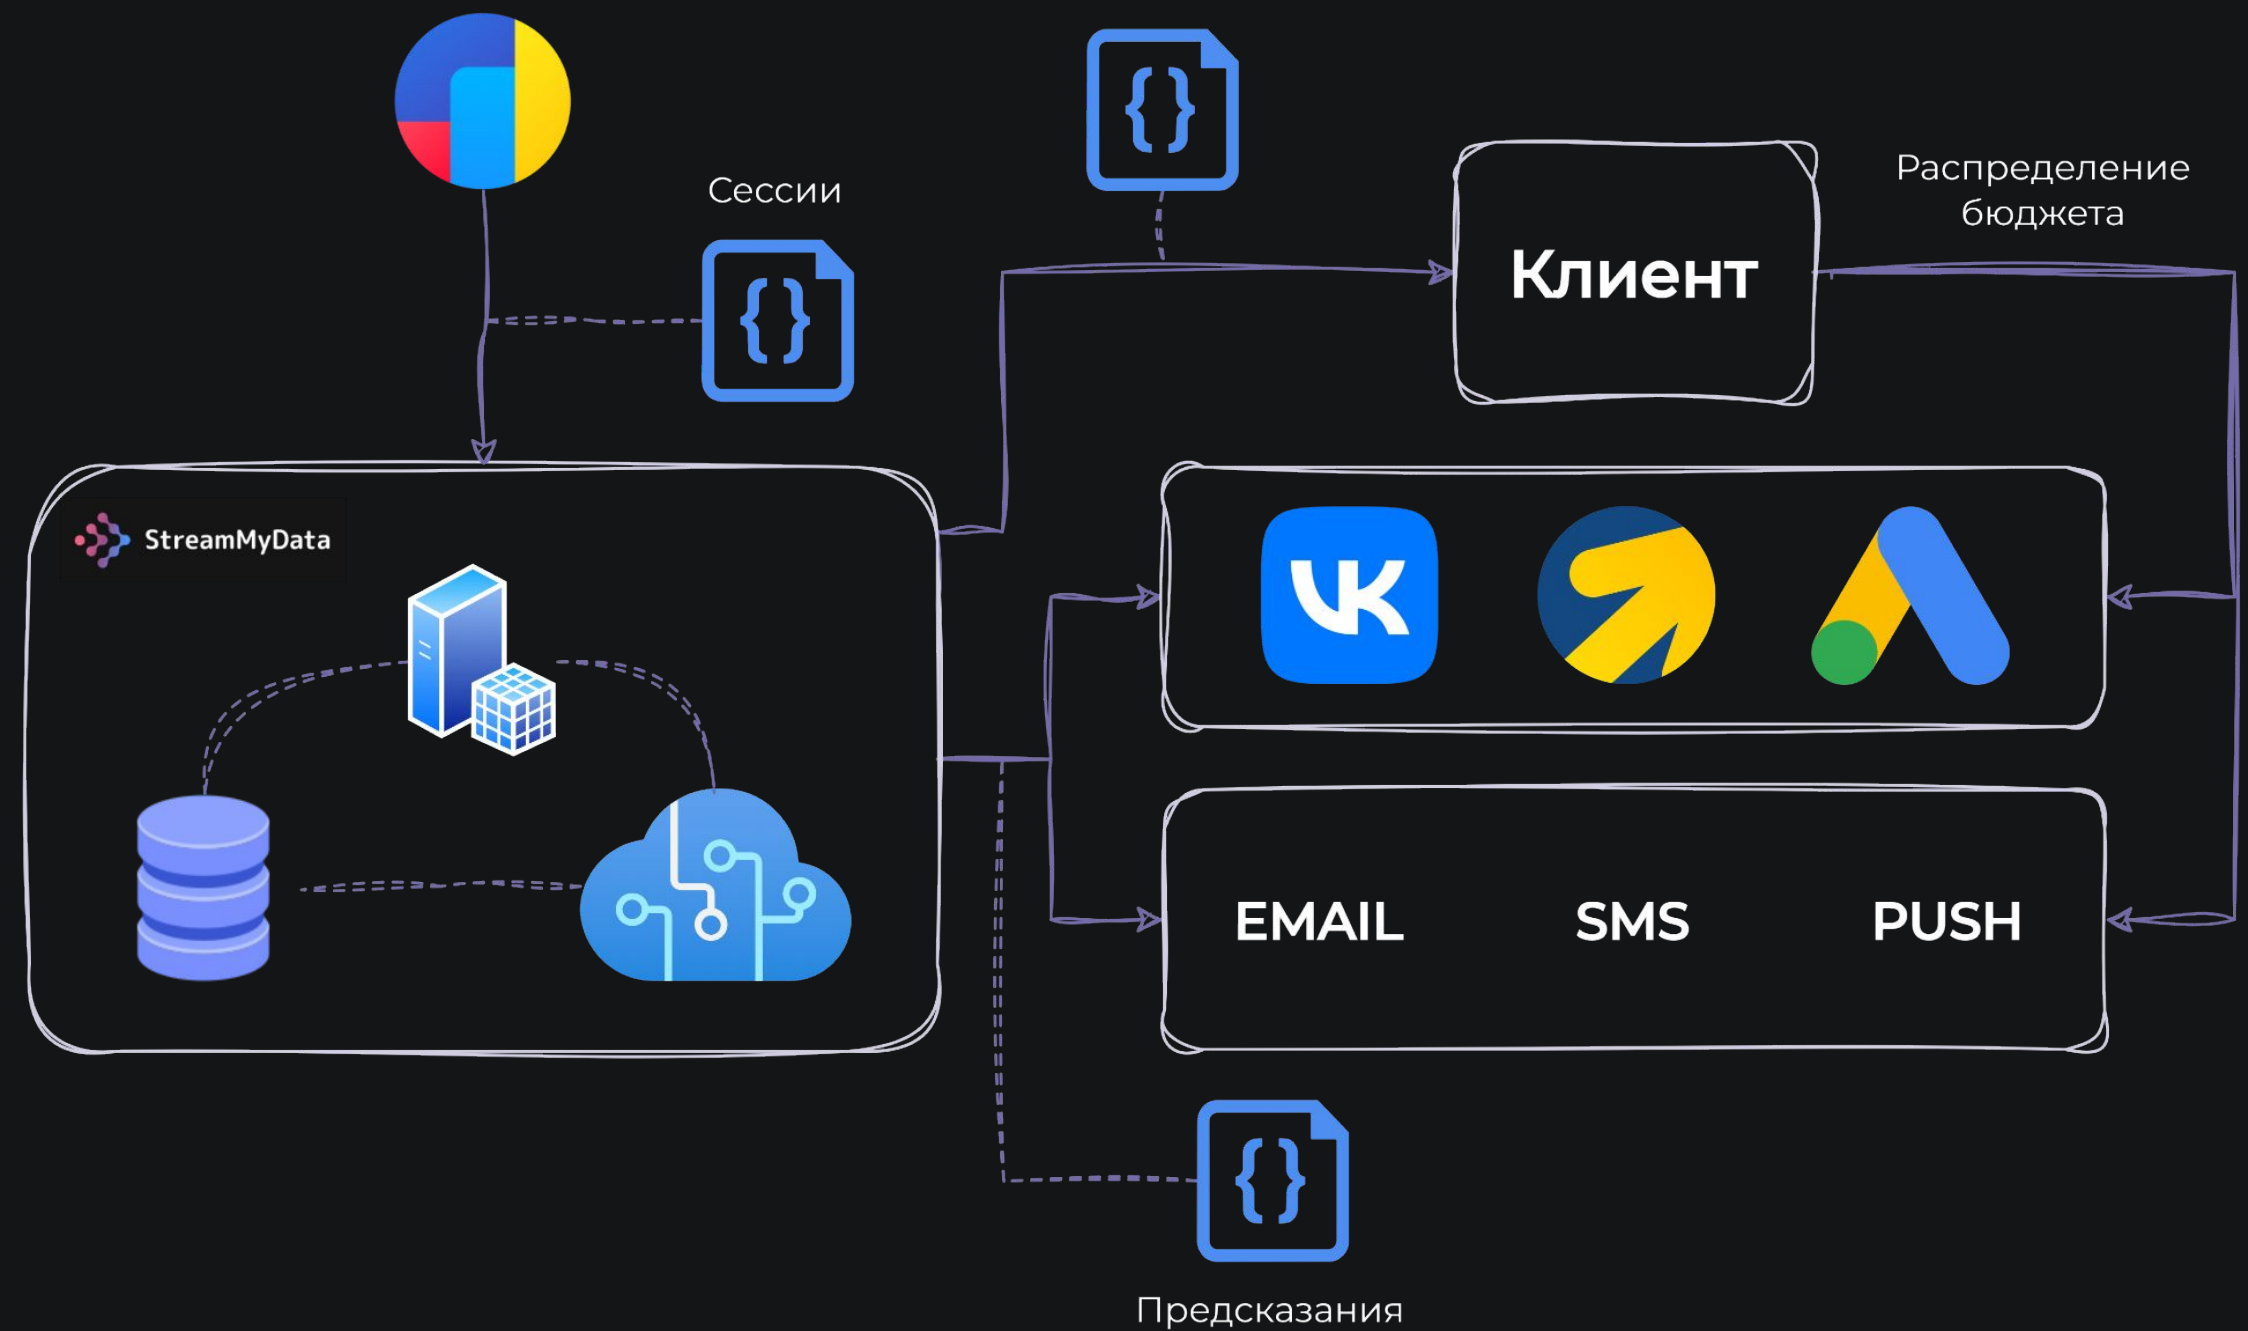 Сессии
Клиент
Распределение
бюджета
StreamMyData
EMAIL
SMS
PUSH
Предсказания